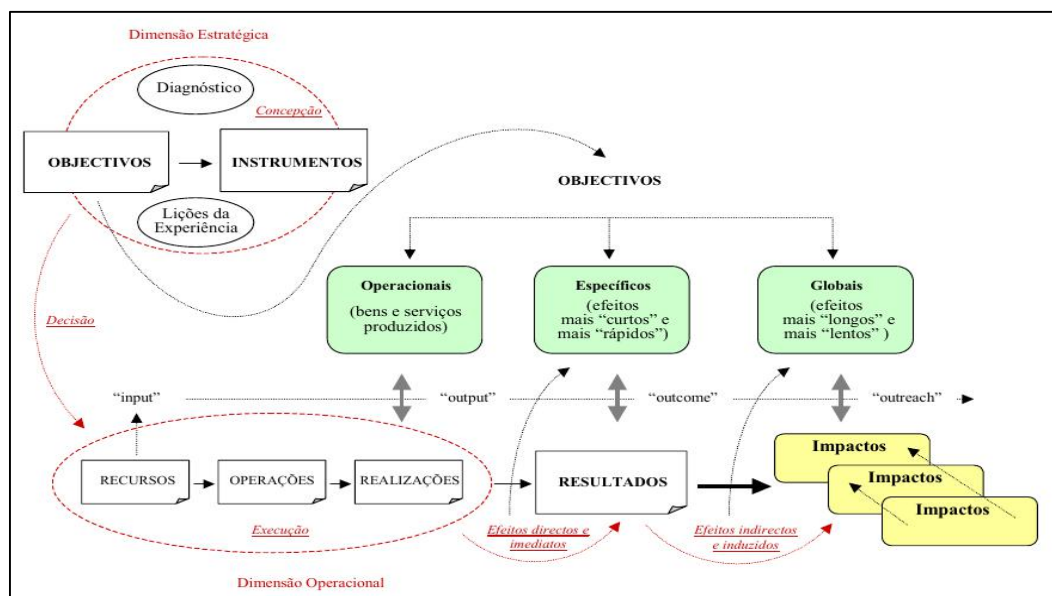 Dimensão Estratégica
Diagnóstico
Concepção
OBJECTIVOS
INSTRUMENTOS
Lições da
Experiência
OBJECTIVOS
Operacionais
(bens e serviços
produzidos)
Específicos
(efeitos
mais “curtos” e
mais “rápidos”)
Globais
(efeitos
mais “longos” e
mais “lentos” )
Decisão
“input”
“output”
“outcome”
“outreach”
RECURSOS
OPERAÇÕES
REALIZAÇÕES
RESULTADOS
Impactos
Impactos
Impactos
Execução
Efeitos directos e
imediatos
Efeitos indirectos
e induzidos
Dimensão Operacional